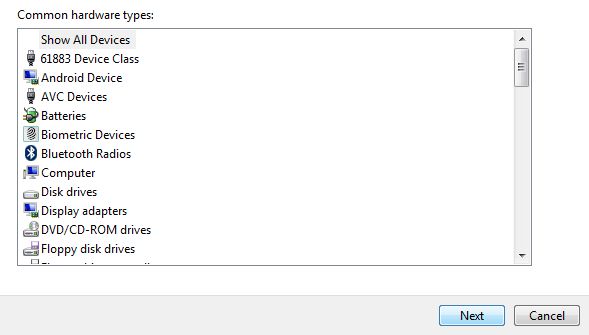 Common hardware types:
Show All Devices
61883 Device Class
Android Device
AVC Devices
Batteries
Biometric Devices
Bluetooth Radios
Computer
Disk drives
Display adapters
DVD/CD-ROM drives
Floppy disk drives
Next Cancel